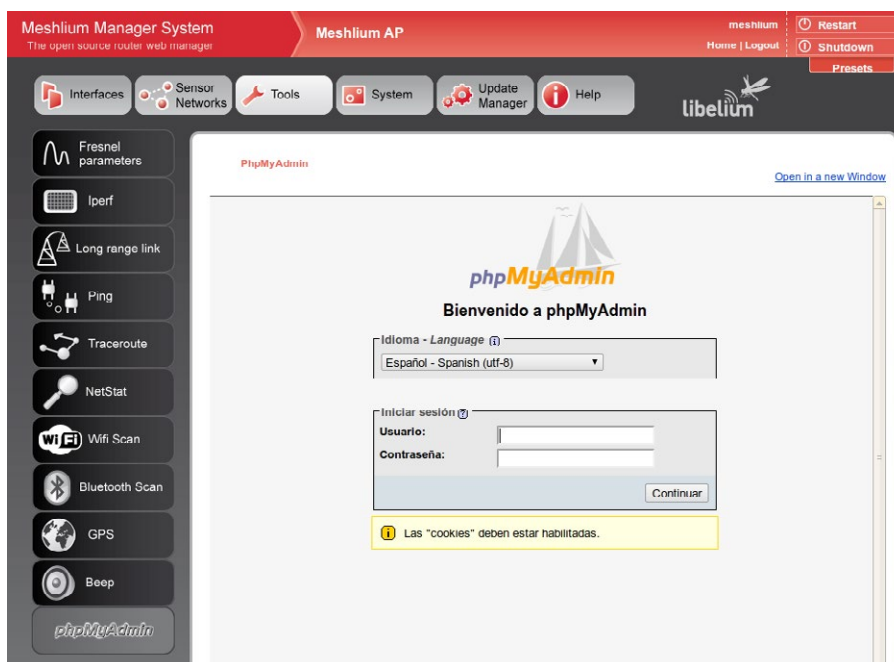 Meshlium Manager System
The open source router web manager
Meshlium AP
meshlium
Home | Logout
Restart
Shutdown
Presets
Interfaces
Sensor
Networks
Tools
System
Update
Manager
Help
libelium
Fresnel
parameters
Iperf
Long range link
Ping
Traceroute
NetStat
WiFi Wifi Scan
Bluetooth Scan
GPS
Beep
phpMyAdmin
PhpMyAdmin
Open in a new Window
phpMyAdmin
Bienvenido a phpMyAdmin
Idioma - Language
Español - Spanish (utf-8)
Iniciar sesión
Usuario:
Contraseña:
Continuar
Las "cookies" deben estar habilitadas.